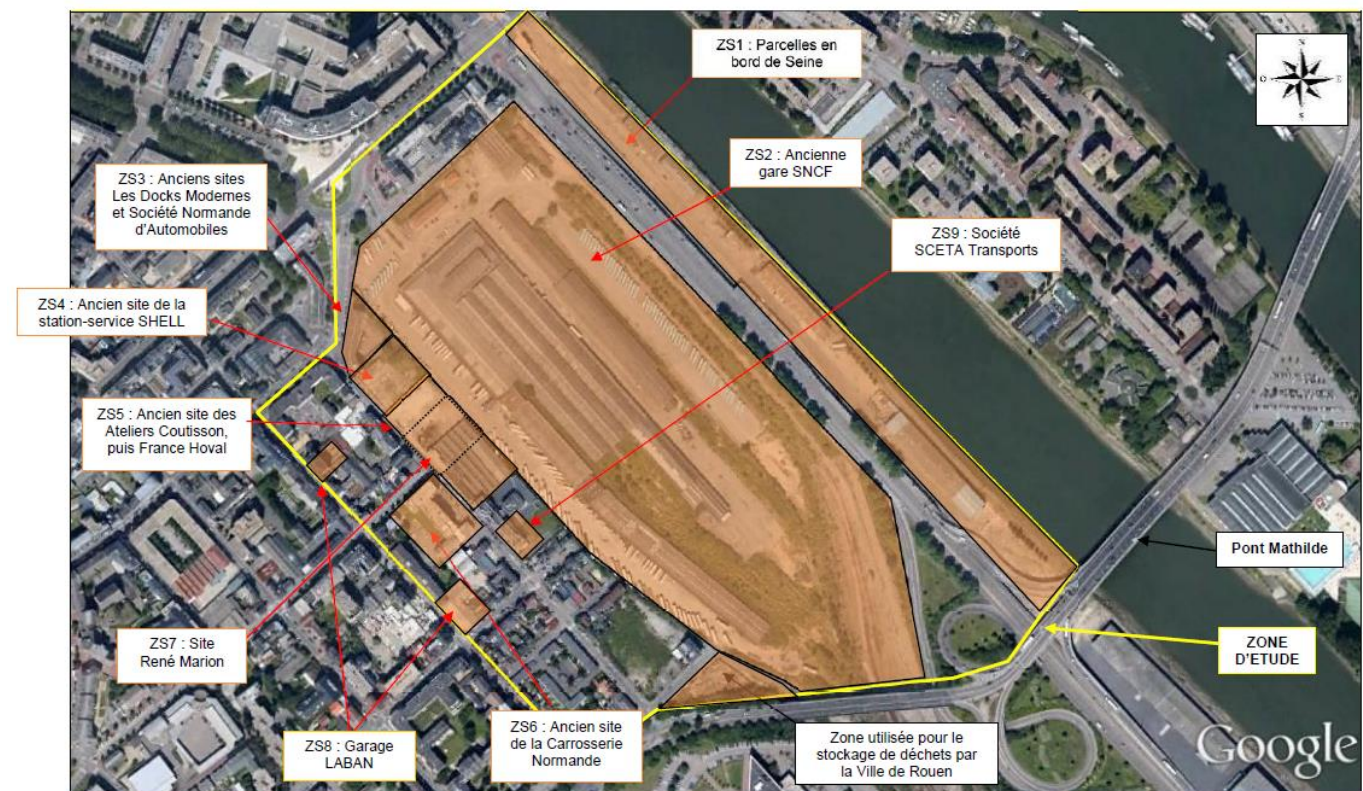 ZS1 : Parcelles en
bord de Seine
N
O
E
S
ZS2 : Ancienne
gare SNCF
ZS3 : Anciens sites
Les Docks Modernes
et Société Normande
d'Automobiles
ZS9 : Société
SCETA Transports
ZS4 : Ancien site de la
station-service SHELL
ZS5 : Ancien site des
Ateliers Coutisson,
puis France Hoval
Pont Mathilde
ZS7 : Site
René Marion
ZONE
D'ETUDE
ZS8 : Garage
LABAN
ZS6 : Ancien site
de la Carrosserie
Normande
Zone utilisée pour le
stockage de déchets par
la Ville de Rouen
Google